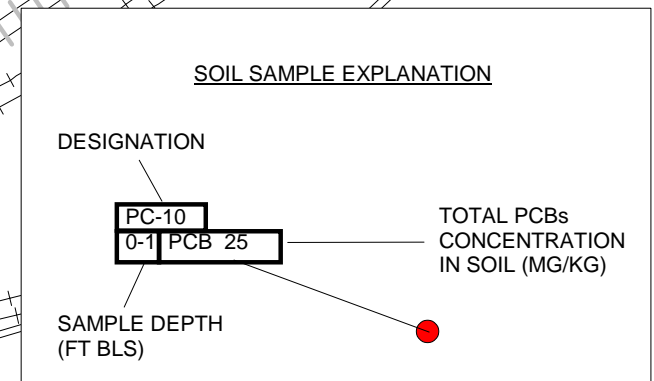 SOIL SAMPLE EXPLANATION
DESIGNATION
PC-10
0-1 PCB 25
TOTAL PCBs
CONCENTRATION
IN SOIL (MG/KG)
SAMPLE DEPTH
(FT BLS)